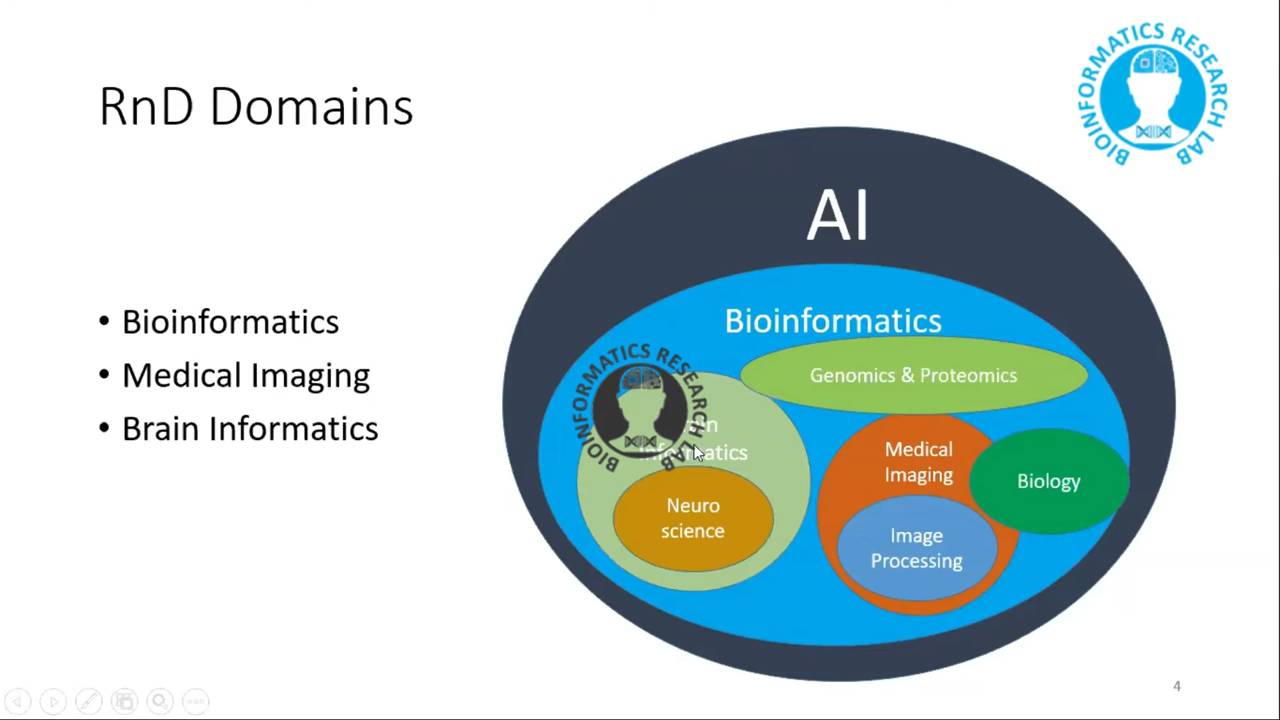 RnD Domains
BIOINFORMATICS RESEARCH LAB
AI
• Bioinformatics
• Medical Imaging
• Brain Informatics
Bioinformatics
Genomics & Proteomics
BIOINFORMATICS RESEARCH LAB
Medical
Imaging
Biology
Neuro
science
Image
Processing
4